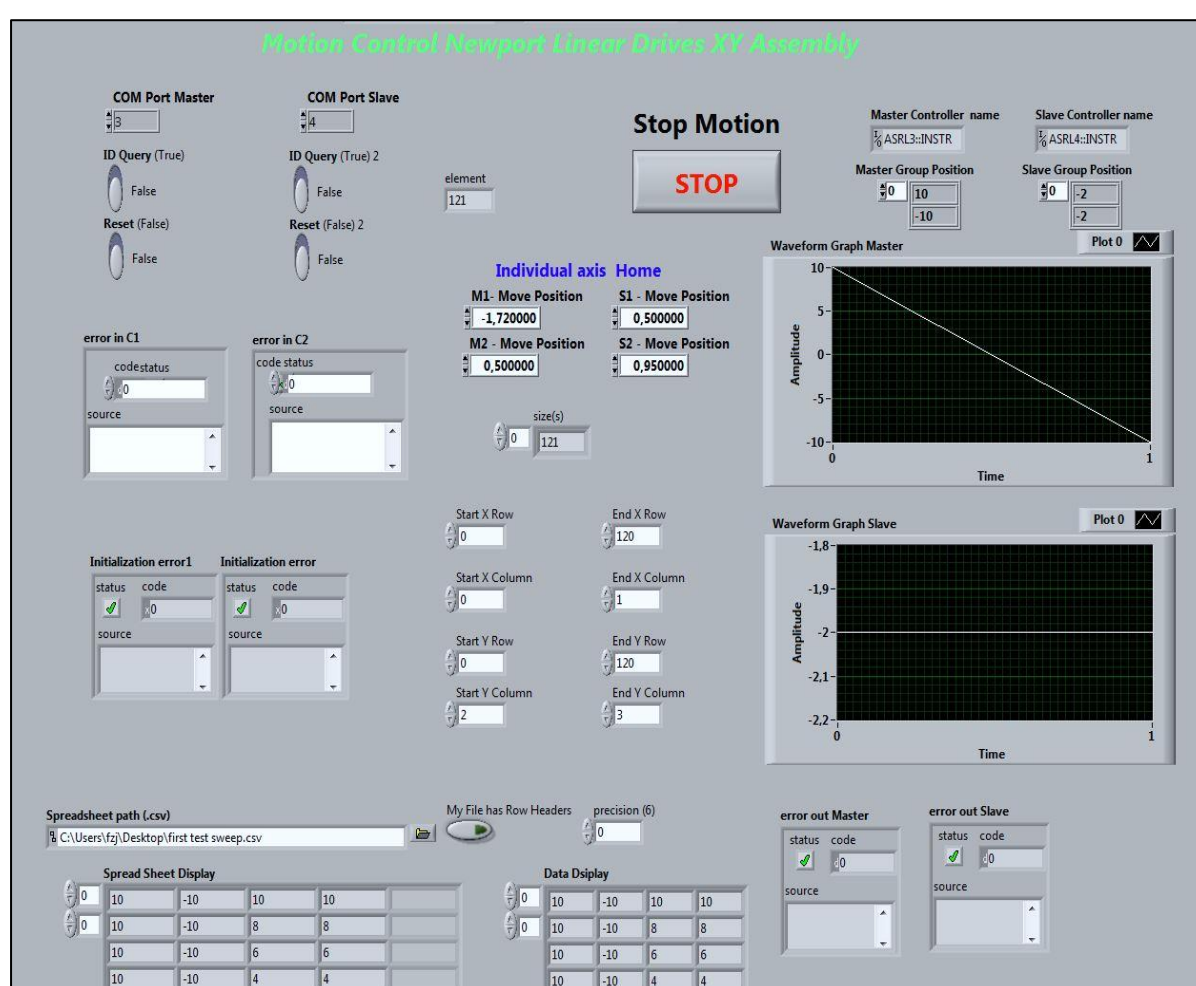 Motion Control Newport Linear Drives XY Assembly
COM Port Master
3
COM Port Slave
4
ID Query (True)
False
ID Query (True) 2
False
Reset (False)
False
Reset (False) 2
False
element
121
Stop Motion
STOP
Master Controller name
ASRL3::INSTR
Slave Controller name
ASRL4::INSTR
Master Group Position
0
10
-10
Slave Group Position
0
-2
-2
Individual axis Home
M1- Move Position
-1,720000
S1 - Move Position
0,500000
M2 - Move Position
0,500000
S2 - Move Position
0,950000
Waveform Graph Master
Plot 0
10
5
0
-5
-10
Amplitude
0
1
Time
error in C1
code status
0
source
error in C2
code status
0
source
size(s)
0
121
Start X Row
0
End X Row
120
Start X Column
0
End X Column
1
Start Y Row
0
End Y Row
120
Start Y Column
2
End Y Column
3
Waveform Graph Slave
Plot 0
-1,8
-1,9
-2
-2,1
-2,2
Amplitude
0
1
Time
Initialization error1
status code
x0
source
Initialization error
status code
x0
source
Spreadsheet path (.csv)
C:\Users\fzj\Desktop\first test sweep.csv
My File has Row Headers
precision (6)
0
error out Master
status code
d0
source
error out Slave
status code
d0
source
Spread Sheet Display
0
0
10 -10 10 10
10 -10 8 8
10 -10 6 6
10 -10 4 4
Data Dsiplay
0
0
10 -10 10 10
10 -10 8 8
10 -10 6 6
10 -10 4 4